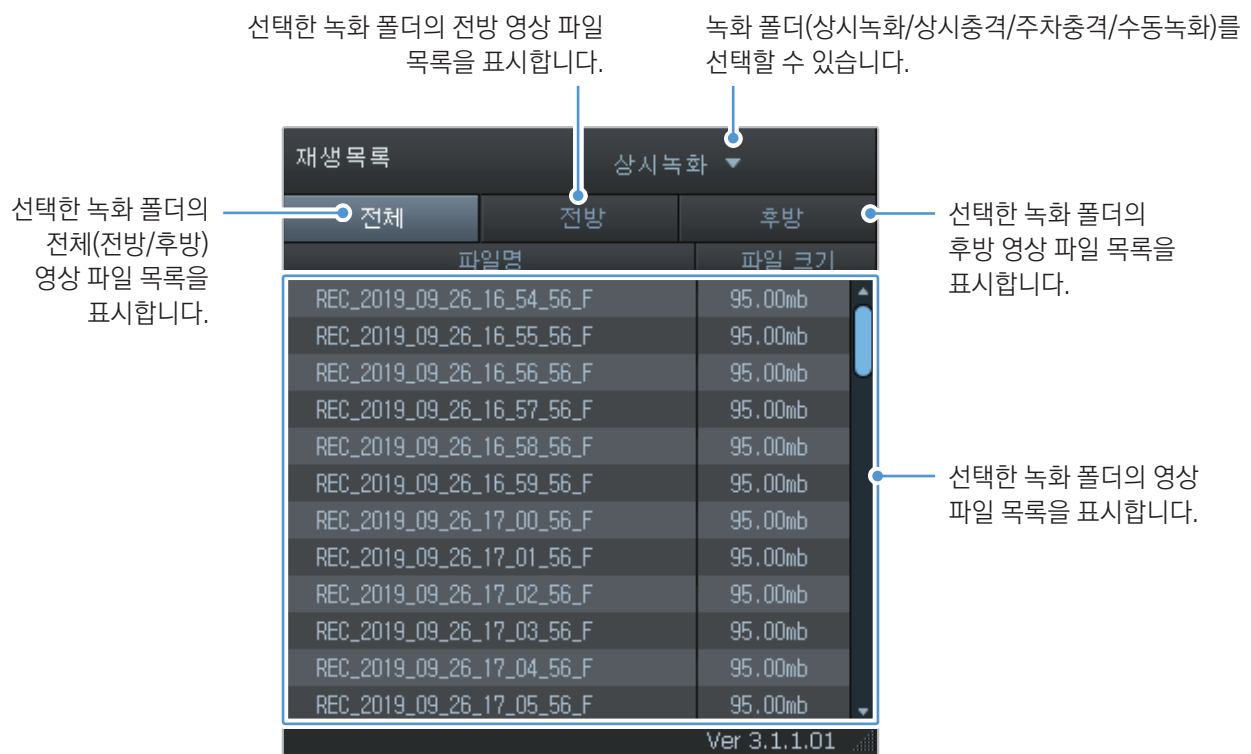 선택한 녹화 폴더의 전방 영상 파일
목록을 표시합니다.
녹화 폴더(상시녹화/상시충격/주차충격/수동녹화)를
선택할 수 있습니다.
재생목록
상시녹화
선택한 녹화 폴더의
전체(전방/후방)
영상 파일 목록을
표시합니다.
전체 전방 후방
선택한 녹화 폴더의
후방 영상 파일 목록을
표시합니다.
파일명 파일 크기
REC_2019_09_26_16_54_56_F 95.00mb
REC_2019_09_26_16_55_56_F 95.00mb
REC_2019_09_26_16_56_56_F 95.00mb
REC_2019_09_26_16_57_56_F 95.00mb
REC_2019_09_26_16_58_56_F 95.00mb
REC_2019_09_26_16_59_56_F 95.00mb
REC_2019_09_26_17_00_56_F 95.00mb
REC_2019_09_26_17_01_56_F 95.00mb
REC_2019_09_26_17_02_56_F 95.00mb
REC_2019_09_26_17_03_56_F 95.00mb
REC_2019_09_26_17_04_56_F 95.00mb
REC_2019_09_26_17_05_56_F 95.00mb
선택한 녹화 폴더의 영상
파일 목록을 표시합니다.
Ver 3.1.1.01